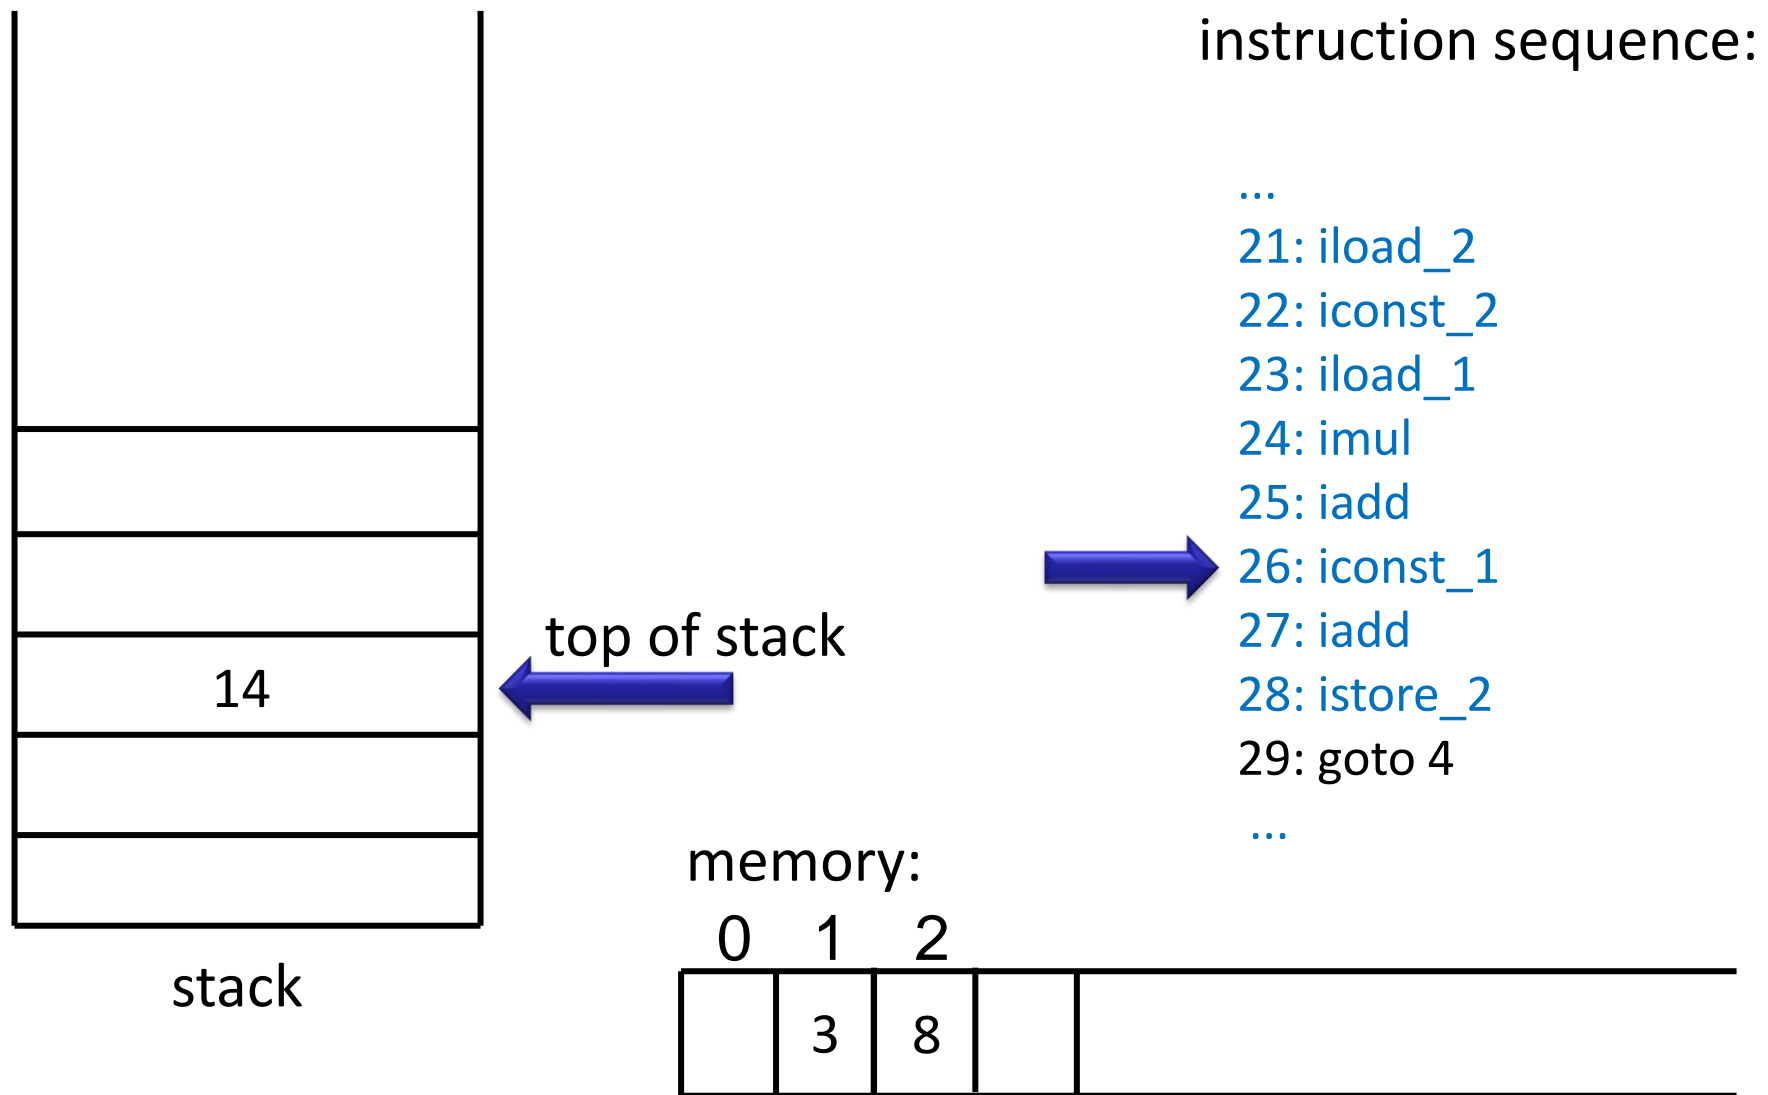 instruction sequence:
...
21: iload_2
22: iconst_2
23: iload_1
24: imul
25: iadd
26: iconst_1
27: iadd
28: istore_2
29: goto 4
...
top of stack
14
stack
memory:
0 1 2
3 8